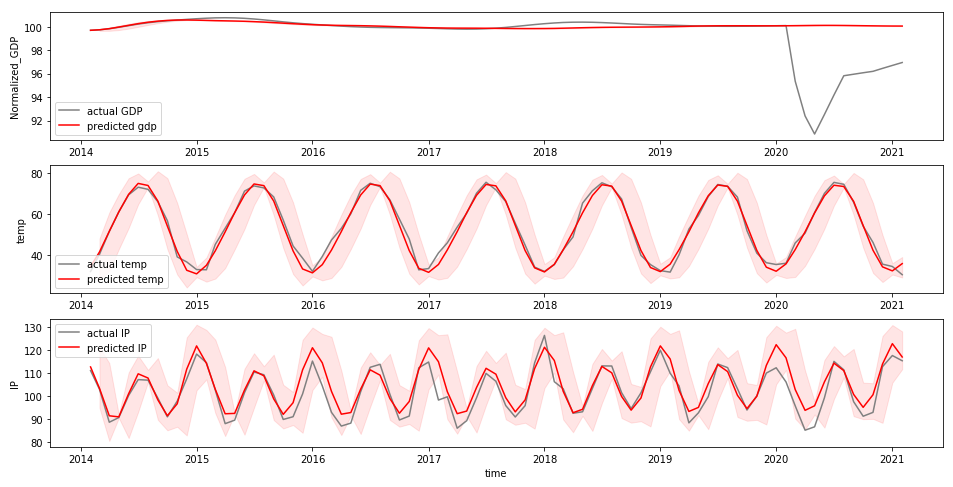 Normalized_GDP
100
98
96
94
92
actual GDP
predicted gdp
2014 2015 2016 2017 2018 2019 2020 2021
temp
80
60
40
actual temp
predicted temp
2014 2015 2016 2017 2018 2019 2020 2021
IP
130
120
110
100
90
80
actual IP
predicted IP
2014 2015 2016 2017 2018 2019 2020 2021
time